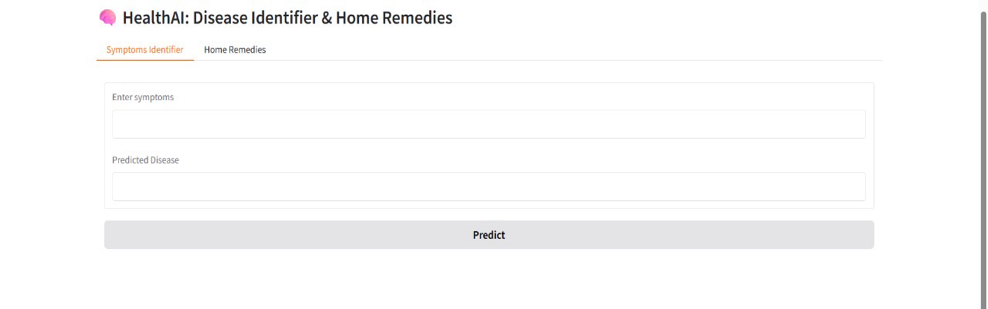 🧠 HealthAI: Disease Identifier & Home Remedies
Symptoms Identifier Home Remedies
Enter symptoms
Predicted Disease
Predict